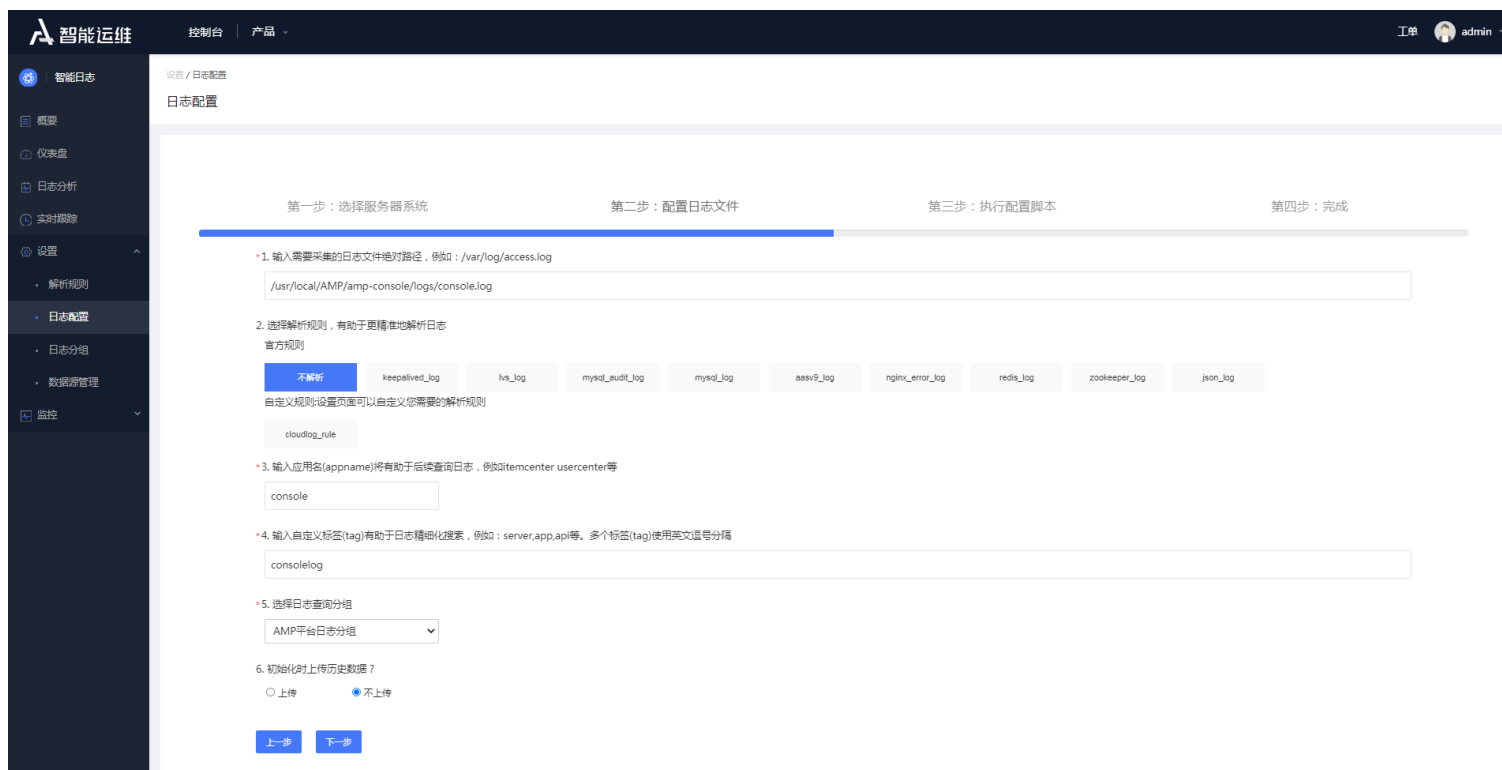 智能运维 控制台 产品 工单 admin
智能日志
概要
仪表盘
日志分析
实时跟踪
设置
解析规则
日志配置
日志分组
数据源管理
监控
设置 / 日志配置
日志配置
第一步：选择服务器系统 第二步：配置日志文件 第三步：执行配置脚本 第四步：完成
*1. 输入需要采集的日志文件绝对路径，例如：/var/log/access.log
/usr/local/AMP/amp-console/logs/console.log
2. 选择解析规则，有助于更精准地解析日志
官方规则
不解析 keepalived_log lvs_log mysql_audit_log mysql_log aasv9_log nginx_error_log redis_log zookeeper_log json_log
自定义规则:设置页面可以自定义您需要的解析规则
cloudlog_rule
*3. 输入应用名(appname)将有助于后续查询日志，例如itemcenter usercenter等
console
*4. 输入自定义标签(tag)有助于日志精细化搜索，例如：server,app,api等。多个标签(tag)使用英文逗号分隔
consolelog
*5. 选择日志查询分组
AMP平台日志分组
6. 初始化时上传历史数据？
上传 不上传
上一步 下一步